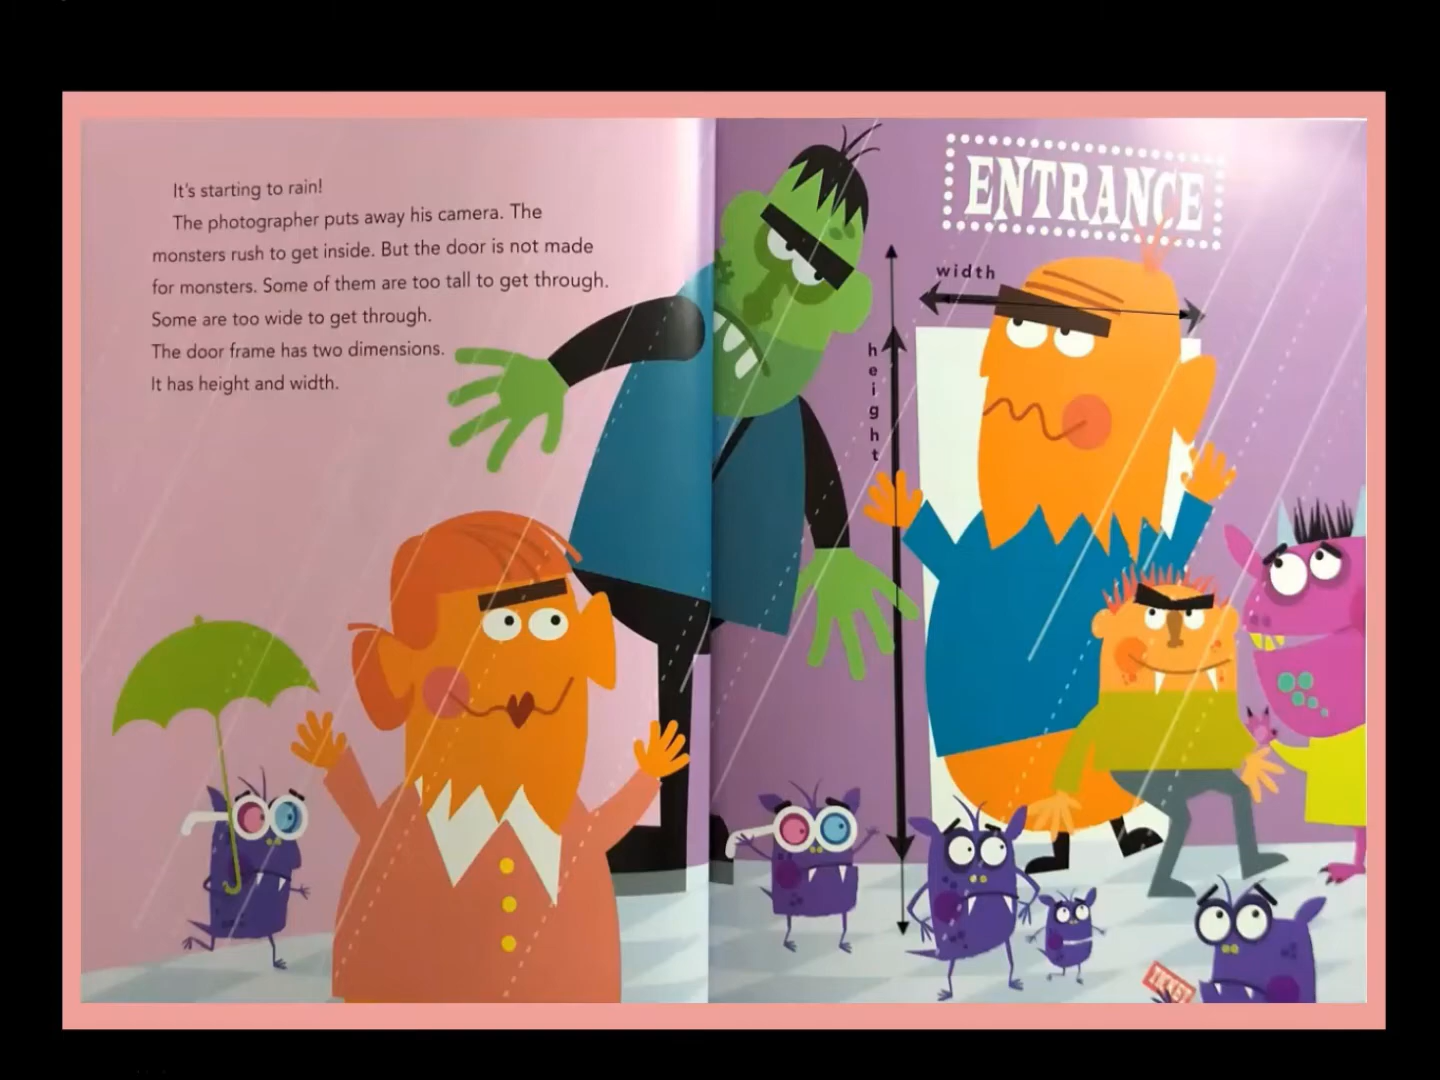 It's starting to rain!
The photographer puts away his camera. The
monsters rush to get inside. But the door is not made
for monsters. Some of them are too tall to get through.
Some are too wide to get through.
The door frame has two dimensions.
It has height and width.
ENTRANCE
width
height